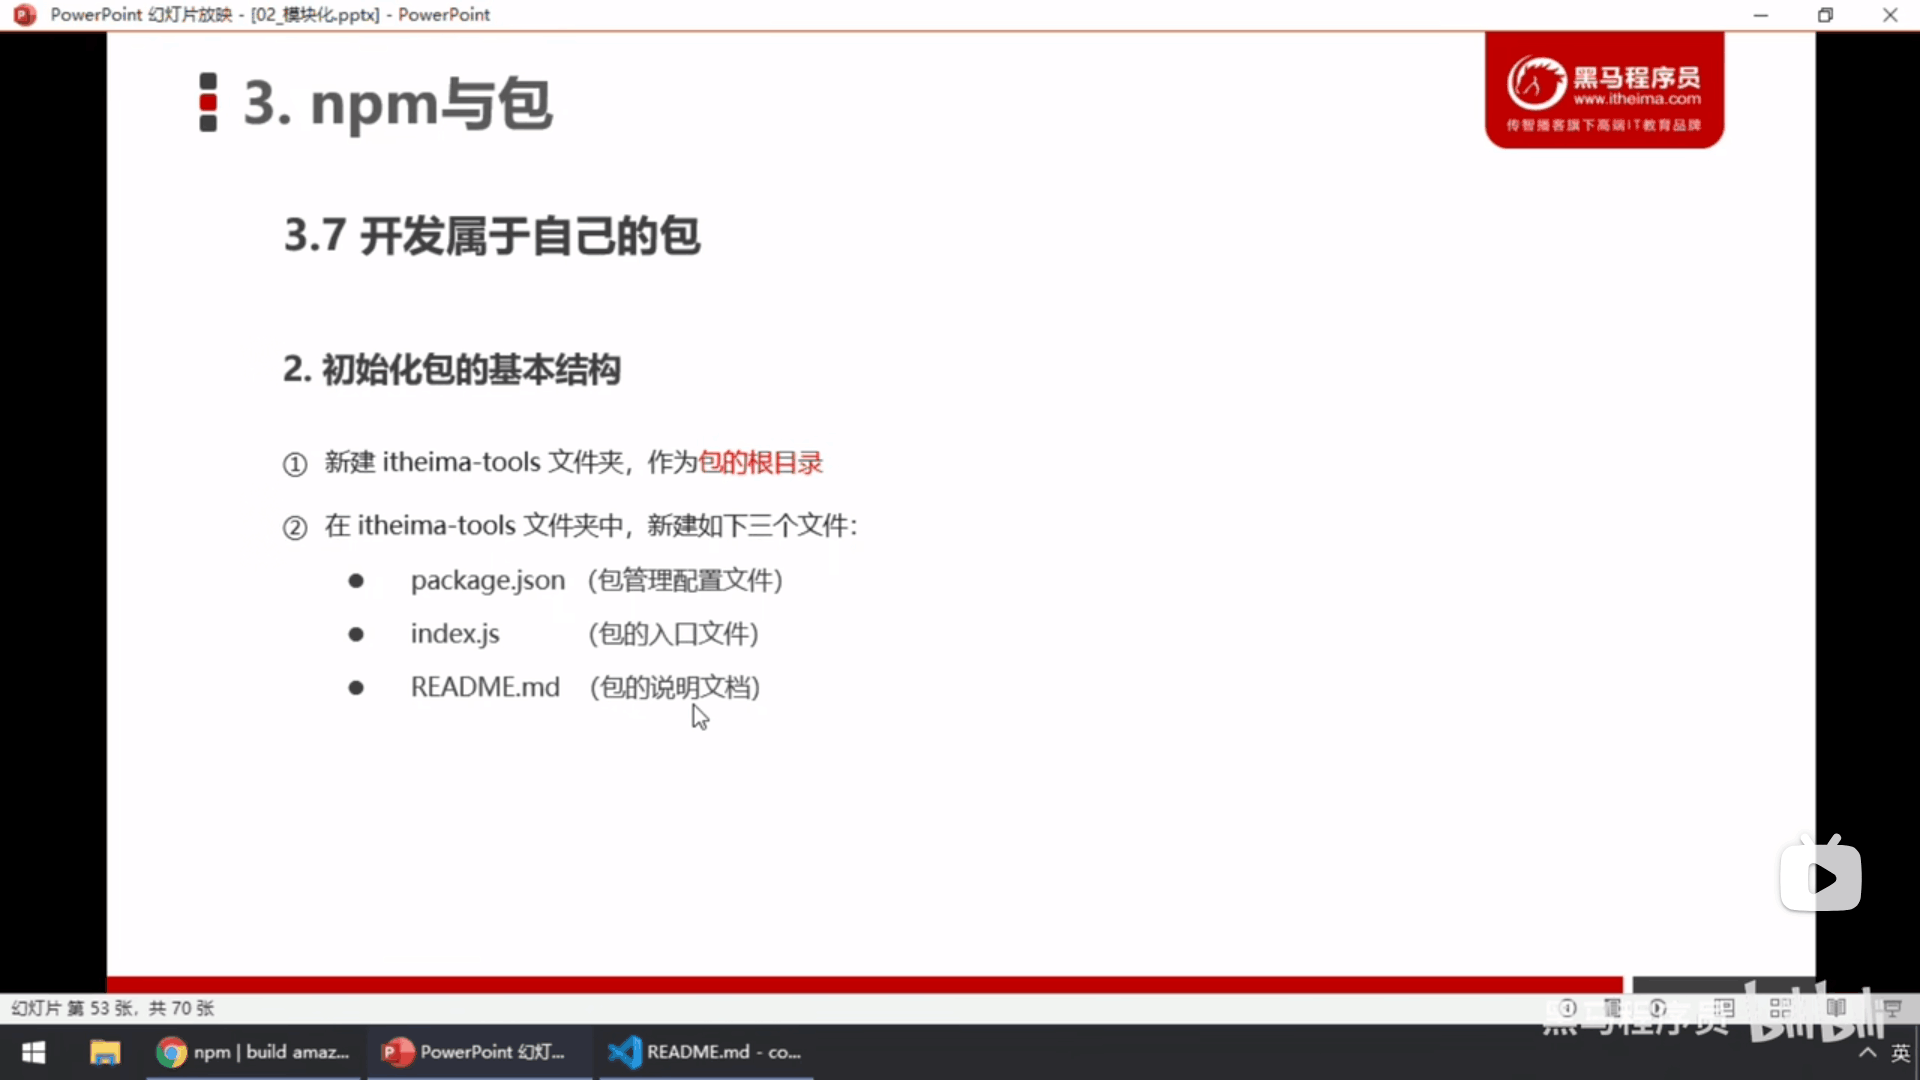 PowerPoint 幻灯片放映 - [02_模块化.pptx] - PowerPoint
3. npm与包
黑马程序员
www.itheima.com
传智播客旗下高端IT教育品牌
3.7 开发属于自己的包
2. 初始化包的基本结构
① 新建 itheima-tools 文件夹，作为包的根目录
② 在 itheima-tools 文件夹中，新建如下三个文件：
● package.json (包管理配置文件)
● index.js (包的入口文件)
● README.md (包的说明文档)
幻灯片 第 53 张，共 70 张
黑马程序员 bilibili
npm | build amaz...
PowerPoint 幻灯...
README.md - co...
英